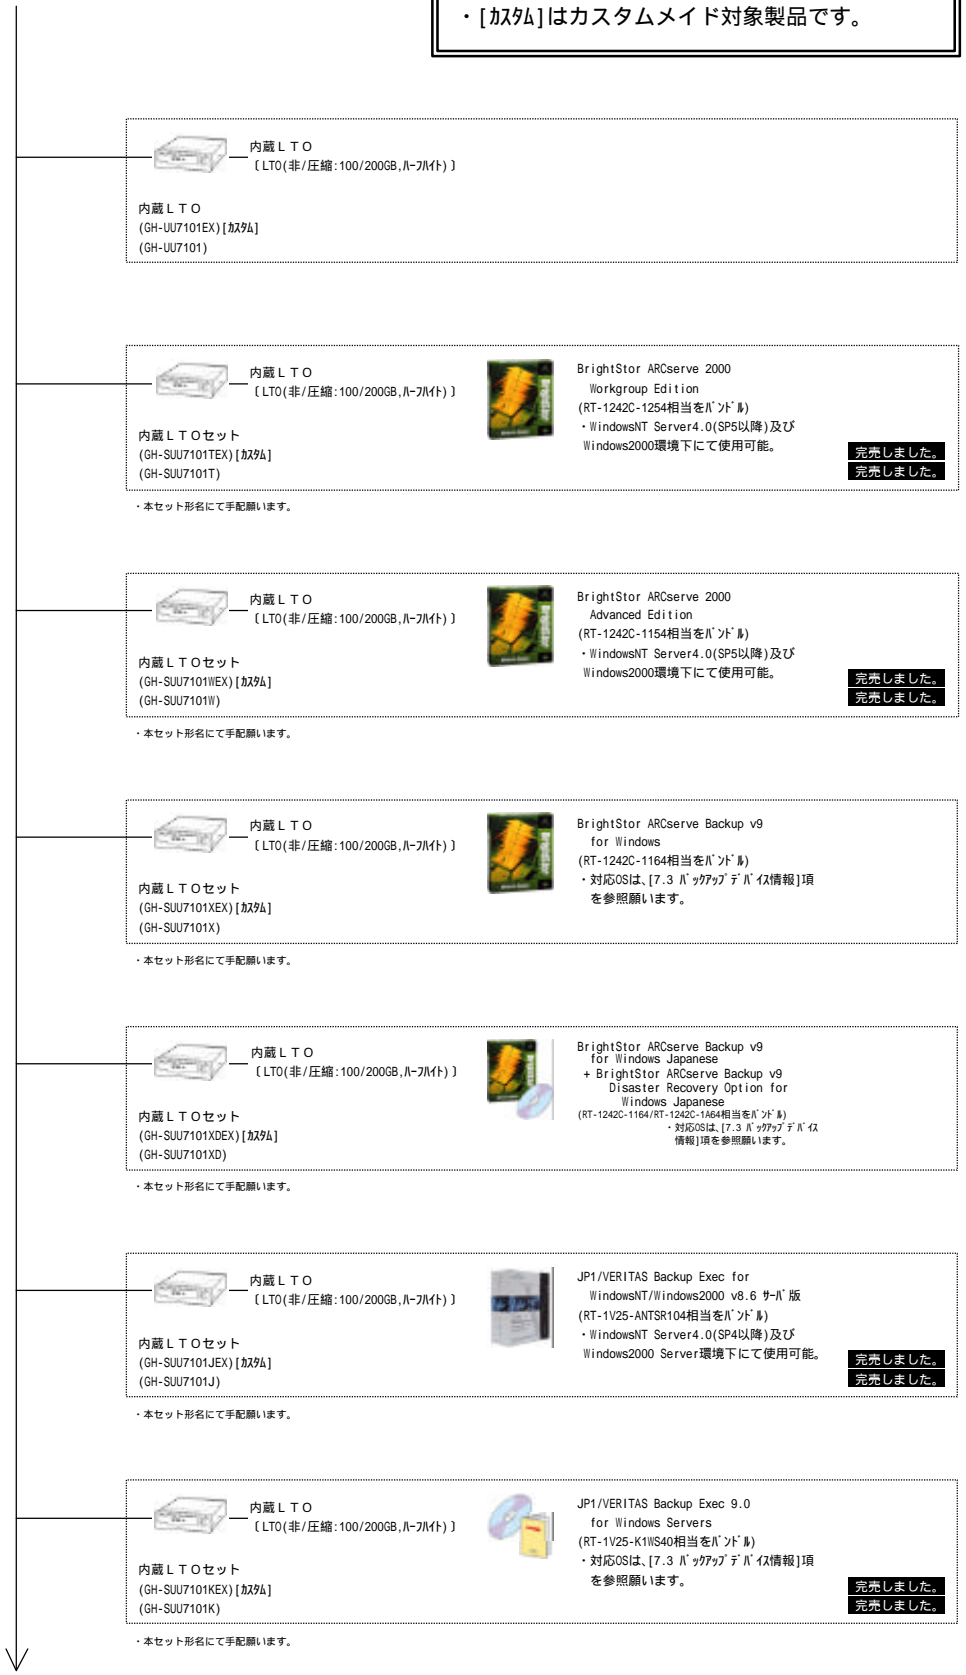 ・[ｶｽﾀﾑ]はカスタムメイド対象製品です。
内蔵ＬＴＯ
〔LTO(非/圧縮:100/200GB,ﾊｰﾌﾊｲﾄ)〕
内蔵ＬＴＯ
(GH-UU7101EX)[ｶｽﾀﾑ]
(GH-UU7101)
内蔵ＬＴＯ
〔LTO(非/圧縮:100/200GB,ﾊｰﾌﾊｲﾄ)〕
内蔵ＬＴＯセット
(GH-SUU7101TEX)[ｶｽﾀﾑ]
(GH-SUU7101T)
BrightStor ARCserve 2000
Workgroup Edition
(RT-1242C-1254相当をﾊﾞﾝﾄﾞﾙ)
・WindowsNT Server4.0(SP5以降)及び
Windows2000環境下にて使用可能。
完売しました。
完売しました。
・本セット形名にて手配願います。
内蔵ＬＴＯ
〔LTO(非/圧縮:100/200GB,ﾊｰﾌﾊｲﾄ)〕
内蔵ＬＴＯセット
(GH-SUU7101WEX)[ｶｽﾀﾑ]
(GH-SUU7101W)
BrightStor ARCserve 2000
Advanced Edition
(RT-1242C-1154相当をﾊﾞﾝﾄﾞﾙ)
・WindowsNT Server4.0(SP5以降)及び
Windows2000環境下にて使用可能。
完売しました。
完売しました。
・本セット形名にて手配願います。
内蔵ＬＴＯ
〔LTO(非/圧縮:100/200GB,ﾊｰﾌﾊｲﾄ)〕
内蔵ＬＴＯセット
(GH-SUU7101XEX)[ｶｽﾀﾑ]
(GH-SUU7101X)
BrightStor ARCserve Backup v9
for Windows
(RT-1242C-1164相当をﾊﾞﾝﾄﾞﾙ)
・対応OSは、[7.3 ﾊﾞｯｸｱｯﾌﾟﾃﾞﾊﾞｲｽ情報]項
を参照願います。
・本セット形名にて手配願います。
内蔵ＬＴＯ
〔LTO(非/圧縮:100/200GB,ﾊｰﾌﾊｲﾄ)〕
内蔵ＬＴＯセット
(GH-SUU7101XDEX)[ｶｽﾀﾑ]
(GH-SUU7101XD)
BrightStor ARCserve Backup v9
for Windows Japanese
+ BrightStor ARCserve Backup v9
Disaster Recovery Option for
Windows Japanese
(RT-1242C-1164/RT-1242C-1A64相当をﾊﾞﾝﾄﾞﾙ)
・対応OSは、[7.3 ﾊﾞｯｸｱｯﾌﾟﾃﾞﾊﾞｲｽ
情報]項を参照願います。
・本セット形名にて手配願います。
内蔵ＬＴＯ
〔LTO(非/圧縮:100/200GB,ﾊｰﾌﾊｲﾄ)〕
内蔵ＬＴＯセット
(GH-SUU7101JEX)[ｶｽﾀﾑ]
(GH-SUU7101J)
JP1/VERITAS Backup Exec for
WindowsNT/Windows2000 v8.6 ｻｰﾊﾞ版
(RT-1V25-ANTSR104相当をﾊﾞﾝﾄﾞﾙ)
・WindowsNT Server4.0(SP4以降)及び
Windows2000 Server環境下にて使用可能。
完売しました。
完売しました。
・本セット形名にて手配願います。
内蔵ＬＴＯ
〔LTO(非/圧縮:100/200GB,ﾊｰﾌﾊｲﾄ)〕
内蔵ＬＴＯセット
(GH-SUU7101KEX)[ｶｽﾀﾑ]
(GH-SUU7101K)
JP1/VERITAS Backup Exec 9.0
for Windows Servers
(RT-1V25-K1WS40相当をﾊﾞﾝﾄﾞﾙ)
・対応OSは、[7.3 ﾊﾞｯｸｱｯﾌﾟﾃﾞﾊﾞｲｽ情報]項
を参照願います。
完売しました。
完売しました。
・本セット形名にて手配願います。